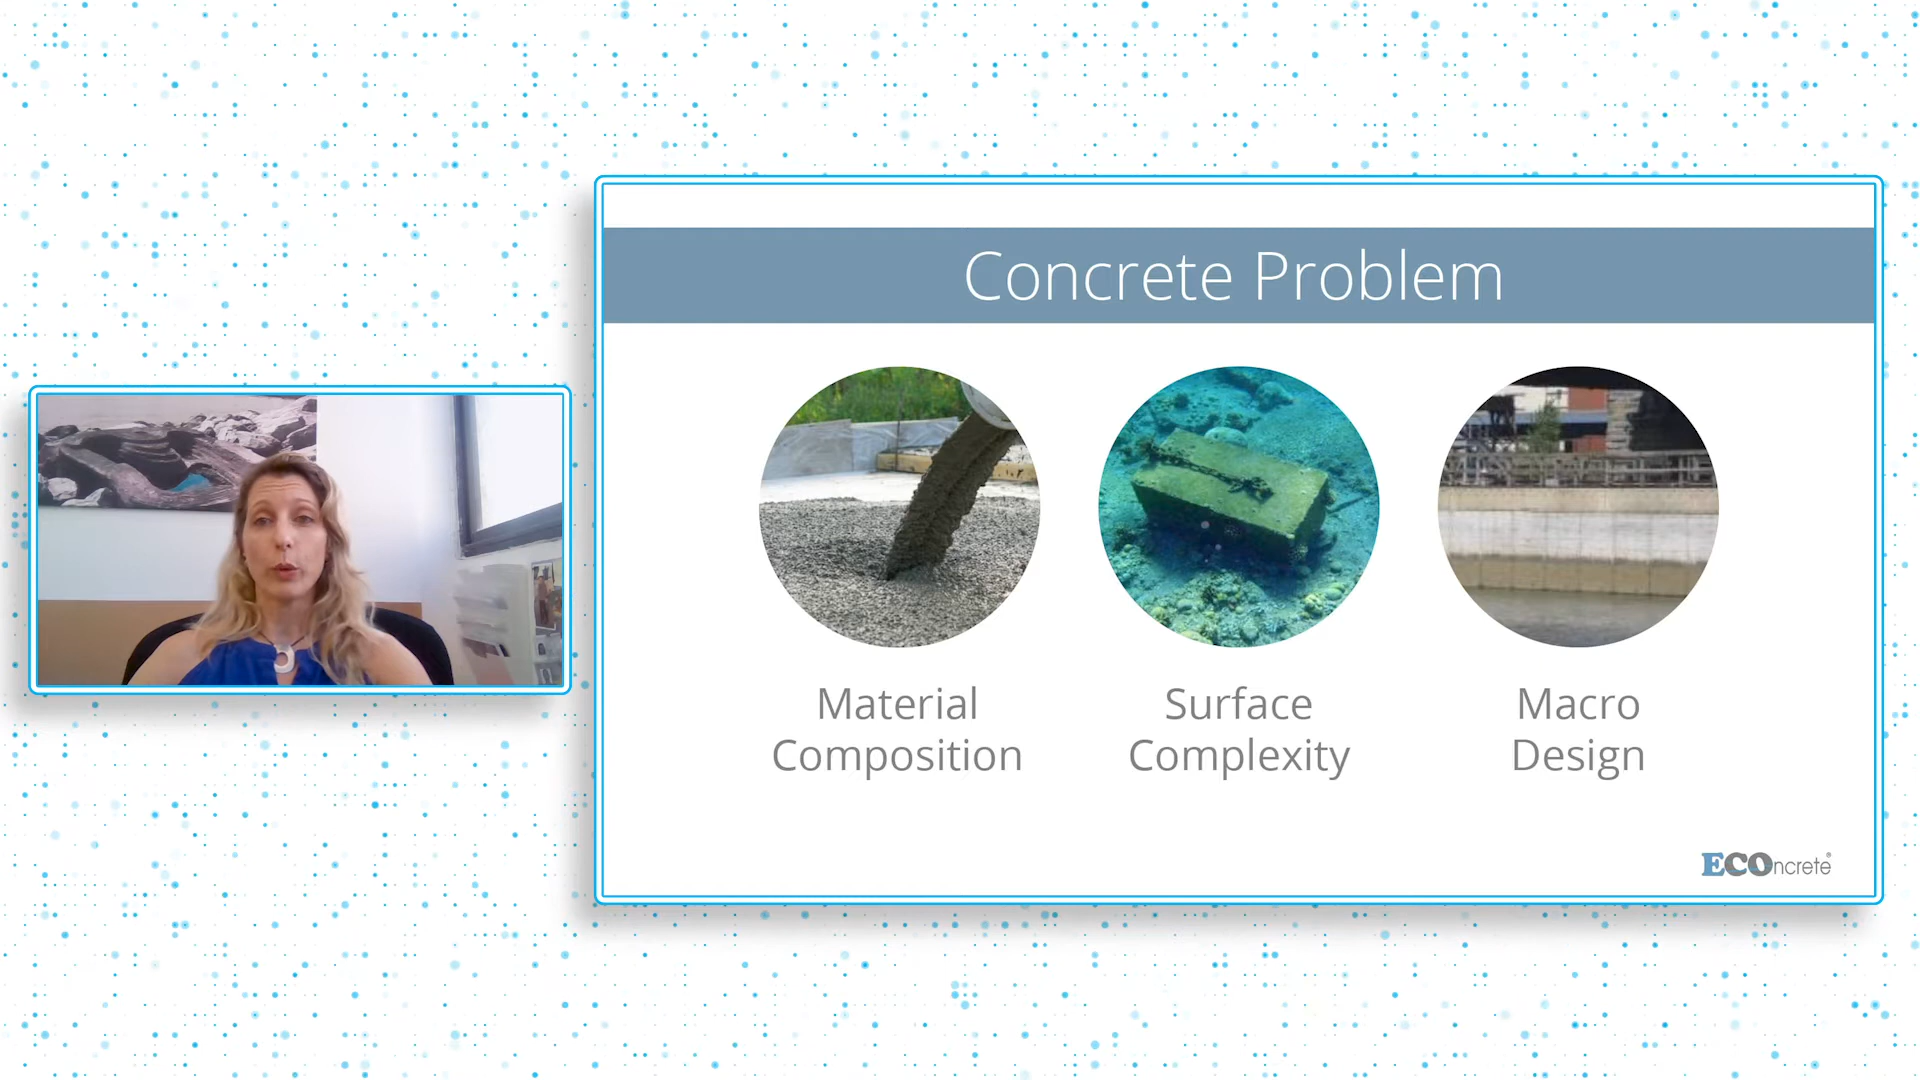 Concrete Problem
Material
Composition
Surface
Complexity
Macro
Design
ECOncrete®